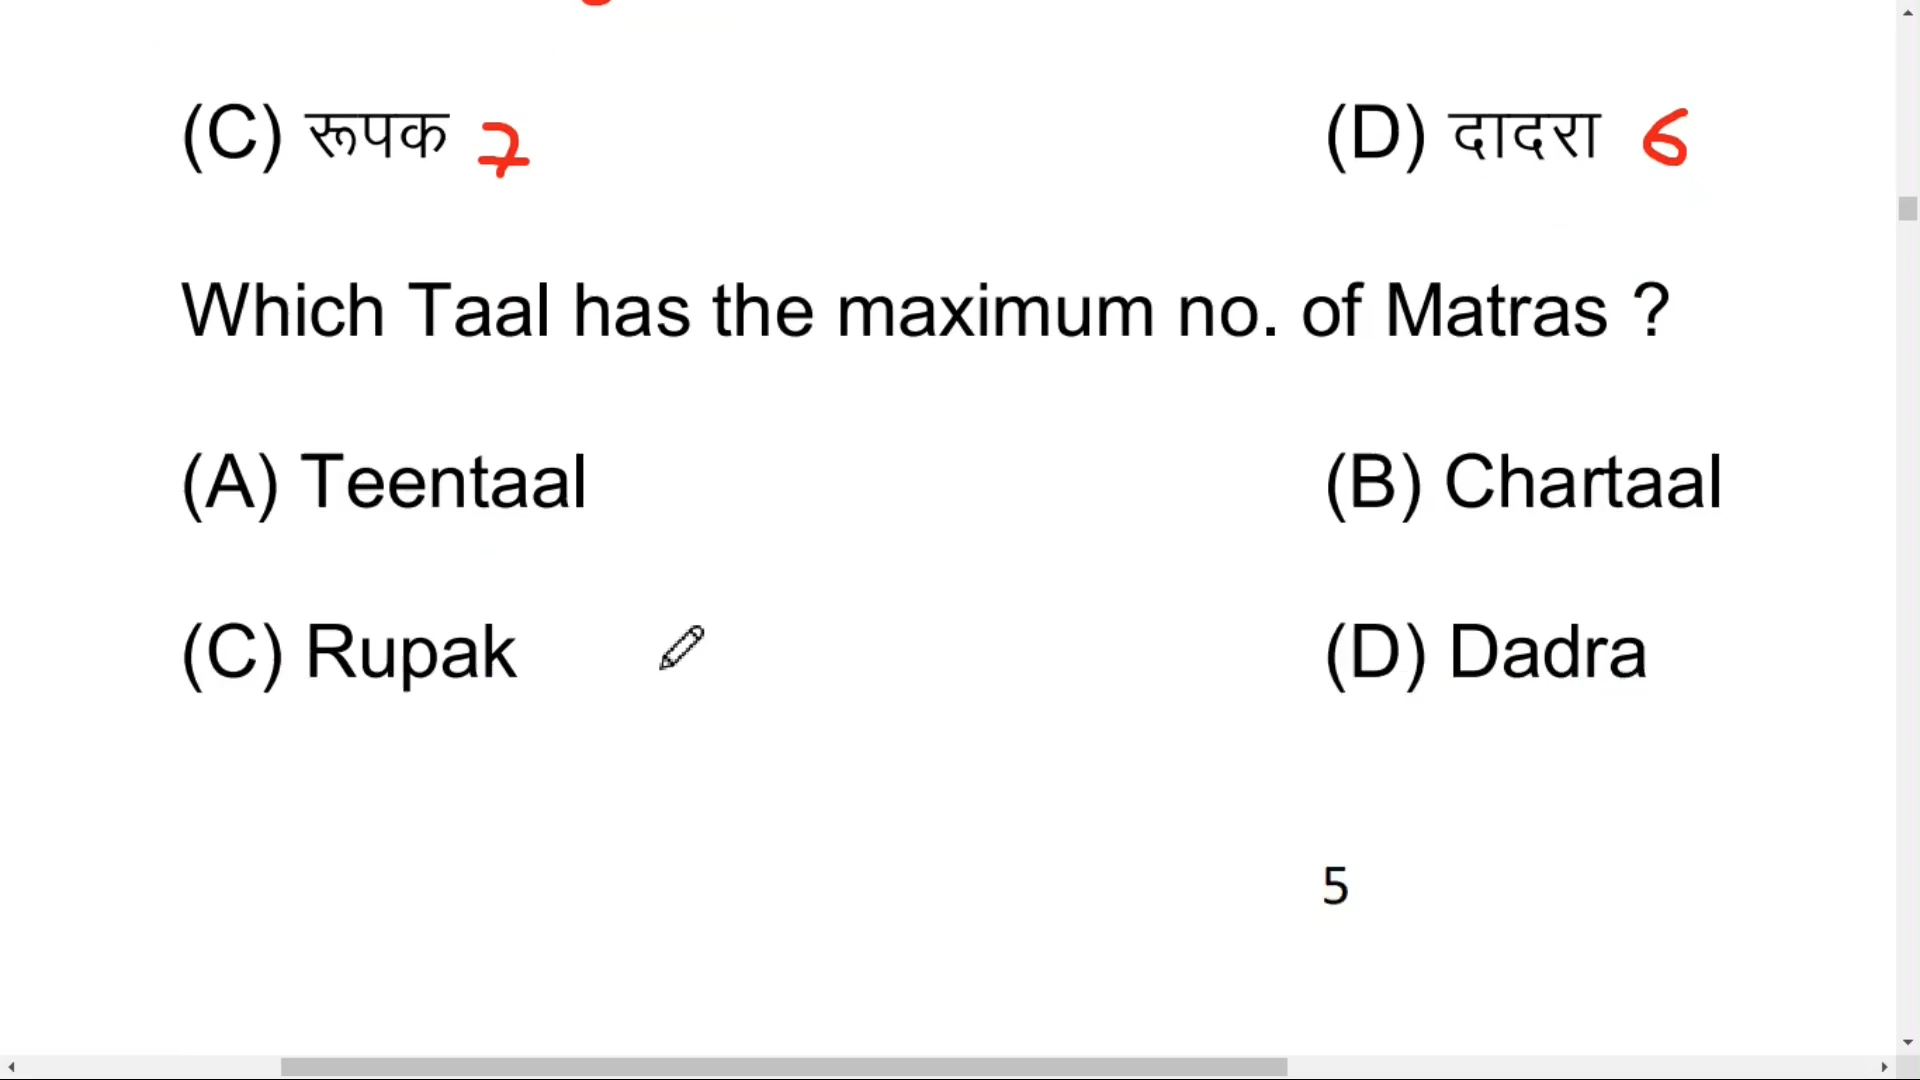 (C) रूपक 7 (D) दादरा 6
Which Taal has the maximum no. of Matras ?
(A) Teentaal (B) Chartaal
(C) Rupak (D) Dadra
5